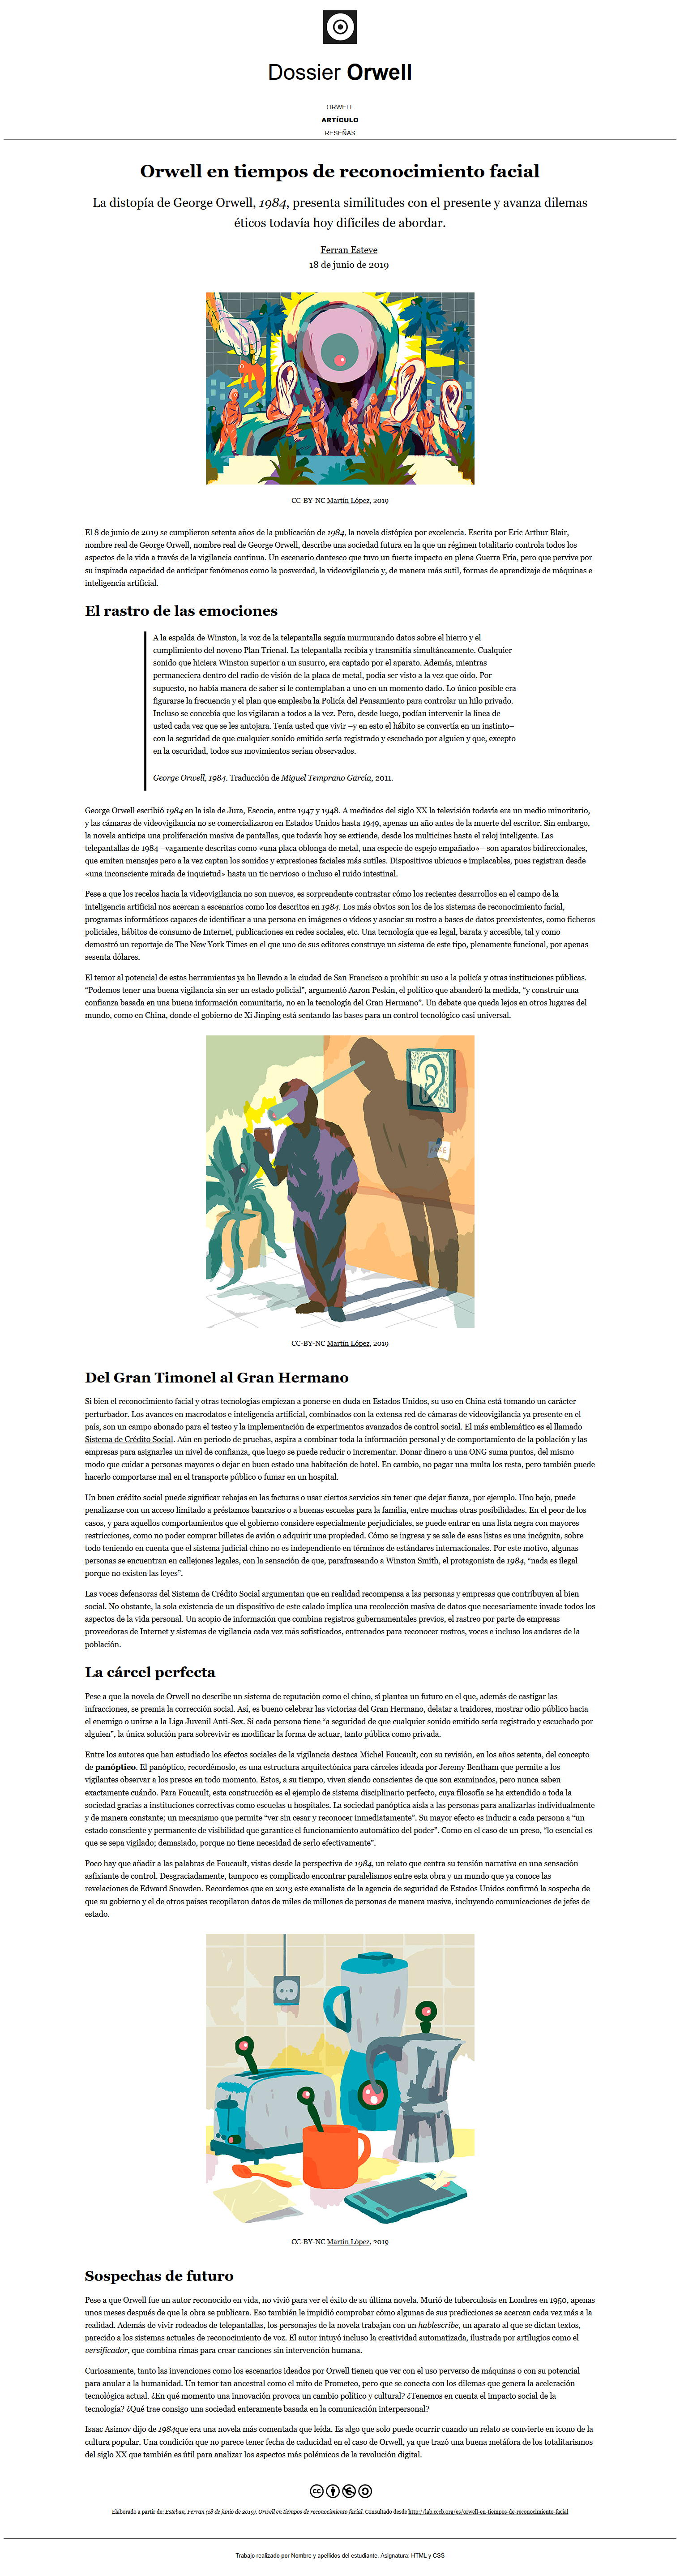 Dossier Orwell
ORWELL
ARTÍCULO
RESEÑAS
Orwell en tiempos de reconocimiento facial
La distopía de George Orwell, 1984, presenta similitudes con el presente y avanza dilemas
éticos todavía hoy difíciles de abordar.
Ferran Esteve
18 de junio de 2019
CC-BY-NC Martín López, 2019
El 8 de junio de 2019 se cumplieron setenta años de la publicación de 1984, la novela distópica por excelencia. Escrita por Eric Arthur Blair,
nombre real de George Orwell, nombre real de George Orwell, describe una sociedad futura en la que un régimen totalitario controla todos los
aspectos de la vida a través de la vigilancia continua. Un escenario dantesco que tuvo un fuerte impacto en plena Guerra Fría, pero que pervive por
su inspirada capacidad de anticipar fenómenos como la posverdad, la videovigilancia y, de manera más sutil, formas de aprendizaje de máquinas e
inteligencia artificial.
El rastro de las emociones
A la espalda de Winston, la voz de la telepantalla seguía murmurando datos sobre el hierro y el
cumplimiento del noveno Plan Trienal. La telepantalla recibía y transmitía simultáneamente. Cualquier
sonido que hiciera Winston superior a un susurro, era captado por el aparato. Además, mientras
permaneciera dentro del radio de visión de la placa de metal, podía ser visto a la vez que oído. Por
supuesto, no había manera de saber si le contemplaban a uno en un momento dado. Lo único posible era
figurarse la frecuencia y el plan que empleaba la Policía del Pensamiento para controlar un hilo privado.
Incluso se concebía que los vigilaran a todos a la vez. Pero, desde luego, podían intervenir la línea de
usted cada vez que se les antojara. Tenía usted que vivir –y en esto el hábito se convertía en un instinto–
con la seguridad de que cualquier sonido emitido sería registrado y escuchado por alguien y que, excepto
en la oscuridad, todos sus movimientos serían observados.
George Orwell, 1984. Traducción de Miguel Temprano García, 2011.
George Orwell escribió 1984 en la isla de Jura, Escocia, entre 1947 y 1948. A mediados del siglo XX la televisión todavía era un medio minoritario,
y las cámaras de videovigilancia no se comercializaron en Estados Unidos hasta 1949, apenas un año antes de la muerte del escritor. Sin embargo,
la novela anticipa una proliferación masiva de pantallas, que todavía hoy se extiende, desde los multicines hasta el reloj inteligente. Las
telepantallas de 1984 –vagamente descritas como «una placa oblonga de metal, una especie de espejo empañado»– son aparatos bidireccionales,
que emiten mensajes pero a la vez captan los sonidos y expresiones faciales más sutiles. Dispositivos ubicuos e implacables, pues registran desde
«una inconsciente mirada de inquietud» hasta un tic nervioso o incluso el ruido intestinal.
Pese a que los recelos hacia la videovigilancia no son nuevos, es sorprendente contrastar cómo los recientes desarrollos en el campo de la
inteligencia artificial nos acercan a escenarios como los descritos en 1984. Los más obvios son los de los sistemas de reconocimiento facial,
programas informáticos capaces de identificar a una persona en imágenes o vídeos y asociar su rostro a bases de datos preexistentes, como ficheros
policiales, hábitos de consumo de Internet, publicaciones en redes sociales, etc. Una tecnología que es legal, barata y accesible, tal y como
demostró un reportaje de The New York Times en el que uno de sus editores construye un sistema de este tipo, plenamente funcional, por apenas
sesenta dólares.
El temor al potencial de estas herramientas ya ha llevado a la ciudad de San Francisco a prohibir su uso a la policía y otras instituciones públicas.
“Podemos tener una buena vigilancia sin ser un estado policial”, argumentó Aaron Peskin, el político que abanderó la medida, “y construir una
confianza basada en una buena información comunitaria, no en la tecnología del Gran Hermano”. Un debate que queda lejos en otros lugares del
mundo, como en China, donde el gobierno de Xi Jinping está sentando las bases para un control tecnológico casi universal.
CC-BY-NC Martín López, 2019
Del Gran Timonel al Gran Hermano
Si bien el reconocimiento facial y otras tecnologías empiezan a ponerse en duda en Estados Unidos, su uso en China está tomando un carácter
perturbador. Los avances en macrodatos e inteligencia artificial, combinados con la extensa red de cámaras de videovigilancia ya presente en el
país, son un campo abonado para el testeo y la implementación de experimentos avanzados de control social. El más emblemático es el llamado
Sistema de Crédito Social. Aún en periodo de pruebas, aspira a combinar toda la información personal y de comportamiento de la población y las
empresas para asignarles un nivel de confianza, que luego se puede reducir o incrementar. Donar dinero a una ONG suma puntos, del mismo
modo que cuidar a personas mayores o dejar en buen estado una habitación de hotel. En cambio, no pagar una multa los resta, pero también puede
hacerlo comportarse mal en el transporte público o fumar en un hospital.
Un buen crédito social puede significar rebajas en las facturas o usar ciertos servicios sin tener que dejar fianza, por ejemplo. Uno bajo, puede
penalizarse con un acceso limitado a préstamos bancarios o a buenas escuelas para la familia, entre muchas otras posibilidades. En el peor de los
casos, y para aquellos comportamientos que el gobierno considere especialmente perjudiciales, se puede entrar en una lista negra con mayores
restricciones, como no poder comprar billetes de avión o adquirir una propiedad. Cómo se ingresa y se sale de esas listas es una incógnita, sobre
todo teniendo en cuenta que el sistema judicial chino no es independiente en términos de estándares internacionales. Por este motivo, algunas
personas se encuentran en callejones legales, con la sensación de que, parafraseando a Winston Smith, el protagonista de 1984, “nada es ilegal
porque no existen las leyes”.
Las voces defensoras del Sistema de Crédito Social argumentan que en realidad recompensa a las personas y empresas que contribuyen al bien
social. No obstante, la sola existencia de un dispositivo de este calado implica una recolección masiva de datos que necesariamente invade todos los
aspectos de la vida personal. Un acopio de información que combina registros gubernamentales previos, el rastreo por parte de empresas
proveedoras de Internet y sistemas de vigilancia cada vez más sofisticados, entrenados para reconocer rostros, voces e incluso los andares de la
población.
La cárcel perfecta
Pese a que la novela de Orwell no describe un sistema de reputación como el chino, sí plantea un futuro en el que, además de castigar las
infracciones, se premia la corrección social. Así, es bueno celebrar las victorias del Gran Hermano, delatar a traidores, mostrar odio público hacia
el enemigo o unirse a la Liga Juvenil Anti-Sex. Si cada persona tiene “a seguridad de que cualquier sonido emitido sería registrado y escuchado por
alguien”, la única solución para sobrevivir es modificar la forma de actuar, tanto pública como privada.
Entre los autores que han estudiado los efectos sociales de la vigilancia destaca Michel Foucault, con su revisión, en los años setenta, del concepto
de panóptico. El panóptico, recordémoslo, es una estructura arquitectónica para cárceles ideada por Jeremy Bentham que permite a los
vigilantes observar a los presos en todo momento. Estos, a su tiempo, viven siendo conscientes de que son examinados, pero nunca saben
exactamente cuándo. Para Foucault, esta construcción es el ejemplo de sistema disciplinario perfecto, cuya filosofía se ha extendido a toda la
sociedad gracias a instituciones correctivas como escuelas u hospitales. La sociedad panóptica aísla a las personas para analizarlas individualmente
y de manera constante; un mecanismo que permite “ver sin cesar y reconocer inmediatamente”. Su mayor efecto es inducir a cada persona a “un
estado consciente y permanente de visibilidad que garantice el funcionamiento automático del poder”. Como en el caso de un preso, “lo esencial es
que se sepa vigilado; demasiado, porque no tiene necesidad de serlo efectivamente”.
Poco hay que añadir a las palabras de Foucault, vistas desde la perspectiva de 1984, un relato que centra su tensión narrativa en una sensación
asfixiante de control. Desgraciadamente, tampoco es complicado encontrar paralelismos entre esta obra y un mundo que ya conoce las
revelaciones de Edward Snowden. Recordemos que en 2013 este exanalista de la agencia de seguridad de Estados Unidos confirmó la sospecha de
que su gobierno y el de otros países recopilaron datos de miles de millones de personas de manera masiva, incluyendo comunicaciones de jefes de
estado.
CC-BY-NC Martín López, 2019
Sospechas de futuro
Pese a que Orwell fue un autor reconocido en vida, no vivió para ver el éxito de su última novela. Murió de tuberculosis en Londres en 1950, apenas
unos meses después de que la obra se publicara. Eso también le impidió comprobar cómo algunas de sus predicciones se acercan cada vez más a la
realidad. Además de vivir rodeados de telepantallas, los personajes de la novela trabajan con un hablescribe, un aparato al que se dictan textos,
parecido a los sistemas actuales de reconocimiento de voz. El autor intuyó incluso la creatividad automatizada, ilustrada por artilugios como el
versificador, que combina rimas para crear canciones sin intervención humana.
Curiosamente, tanto las invenciones como los escenarios ideados por Orwell tienen que ver con el uso perverso de máquinas o con su potencial
para anular a la humanidad. Un temor tan ancestral como el mito de Prometeo, pero que se conecta con los dilemas que genera la aceleración
tecnológica actual. ¿En qué momento una innovación provoca un cambio político y cultural? ¿Tenemos en cuenta el impacto social de la
tecnología? ¿Qué trae consigo una sociedad enteramente basada en la comunicación interpersonal?
Isaac Asimov dijo de 1984que era una novela más comentada que leída. Es algo que solo puede ocurrir cuando un relato se convierte en icono de la
cultura popular. Una condición que no parece tener fecha de caducidad en el caso de Orwell, ya que trazó una buena metáfora de los totalitarismos
del siglo XX que también es útil para analizar los aspectos más polémicos de la revolución digital.
Elaborado a partir de: Esteban, Ferran (18 de junio de 2019). Orwell en tiempos de reconocimiento facial. Consultado desde http://lab.cccb.org/es/orwell-en-tiempos-de-reconocimiento-facial
Trabajo realizado por Nombre y apellidos del estudiante. Asignatura: HTML y CSS